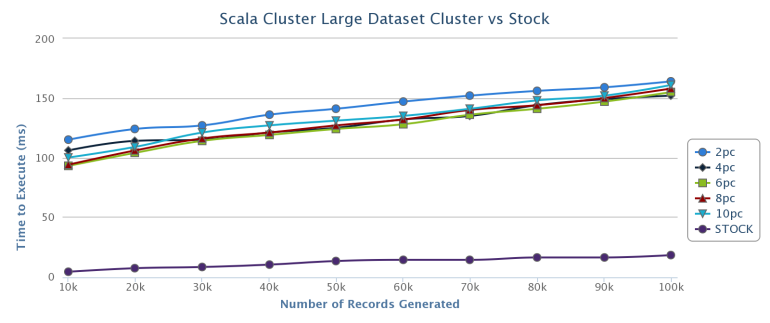 Scala Cluster Large Dataset Cluster vs Stock
Time to Execute (ms)
200
150
100
50
0
10k 20k 30k 40k 50k 60k 70k 80k 90k 100k
Number of Records Generated
2pc
4pc
6pc
8pc
10pc
STOCK